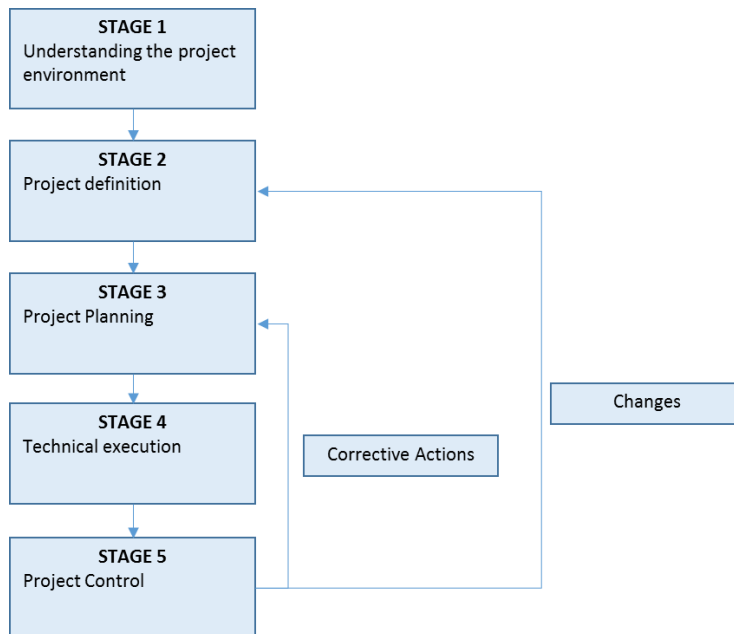 STAGE 1
Understanding the project
environment
STAGE 2
Project definition
STAGE 3
Project Planning
Changes
STAGE 4
Technical execution
Corrective Actions
STAGE 5
Project Control